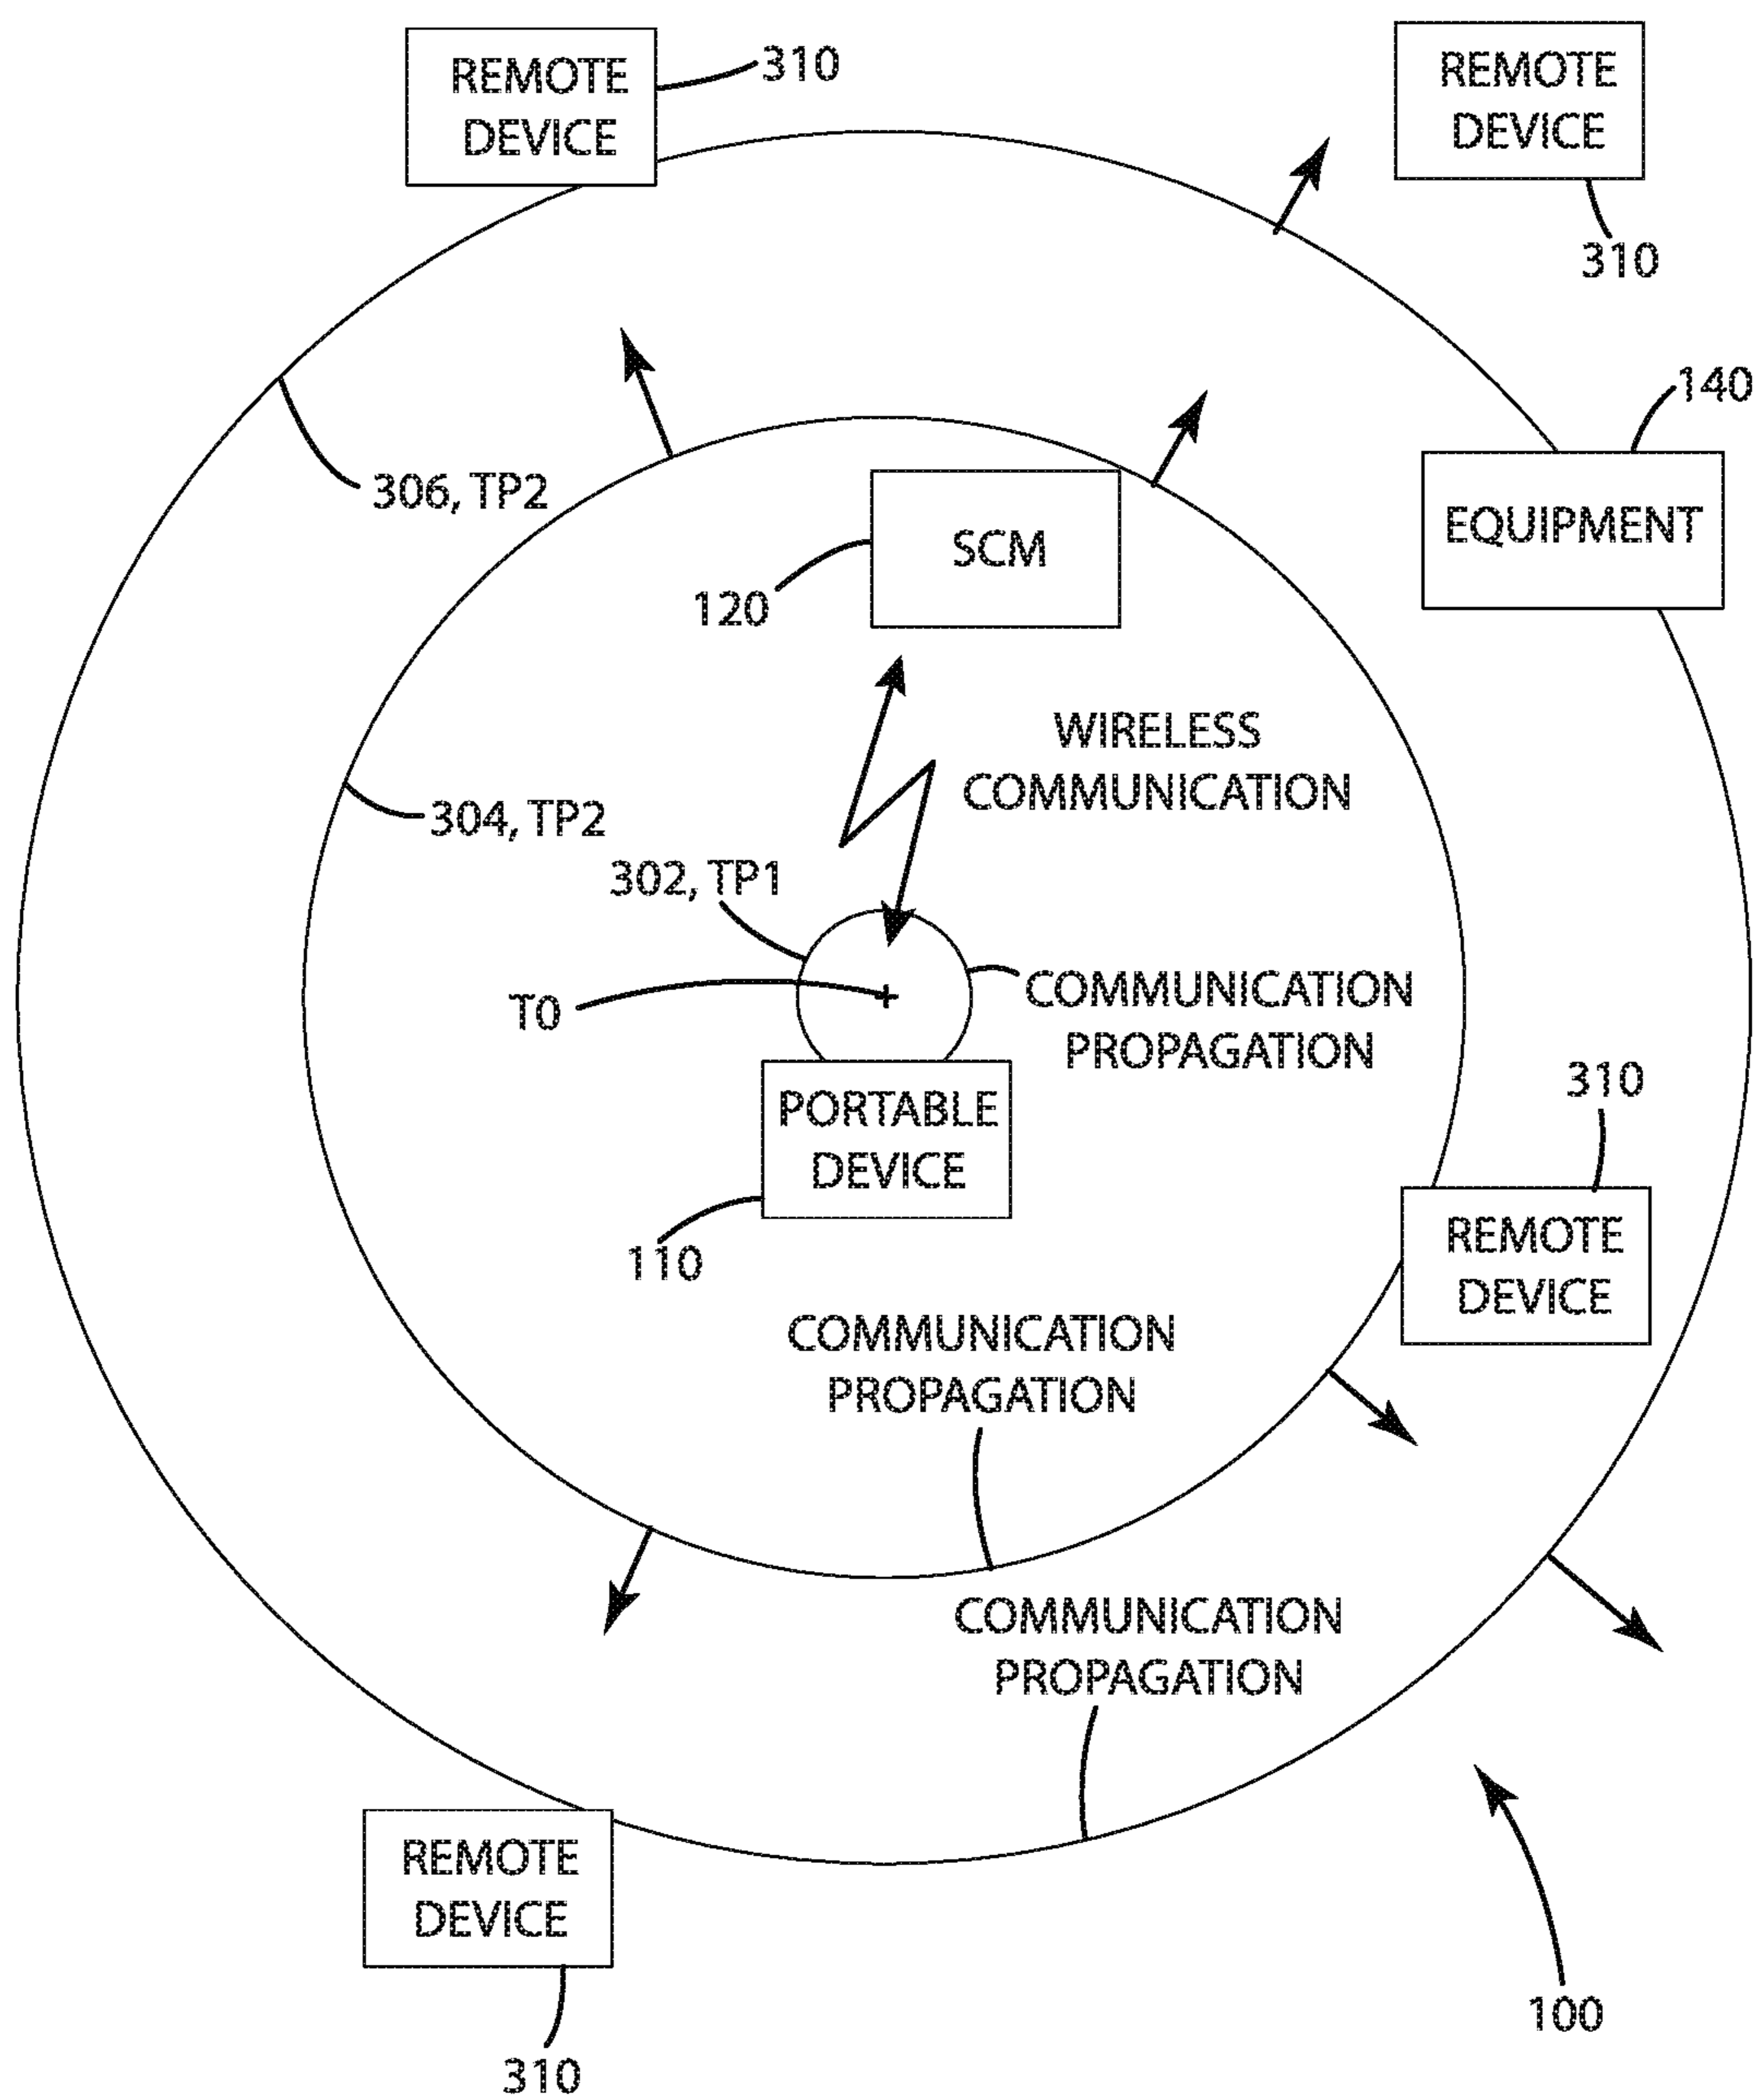 REMOTE
DEVICE
310
REMOTE
DEVICE
310
140
EQUIPMENT
306, TP2
SCM
120
WIRELESS
COMMUNICATION
304, TP2
302, TP1
T0
COMMUNICATION
PROPAGATION
PORTABLE
DEVICE
110
310
REMOTE
DEVICE
COMMUNICATION
PROPAGATION
COMMUNICATION
PROPAGATION
REMOTE
DEVICE
310
100